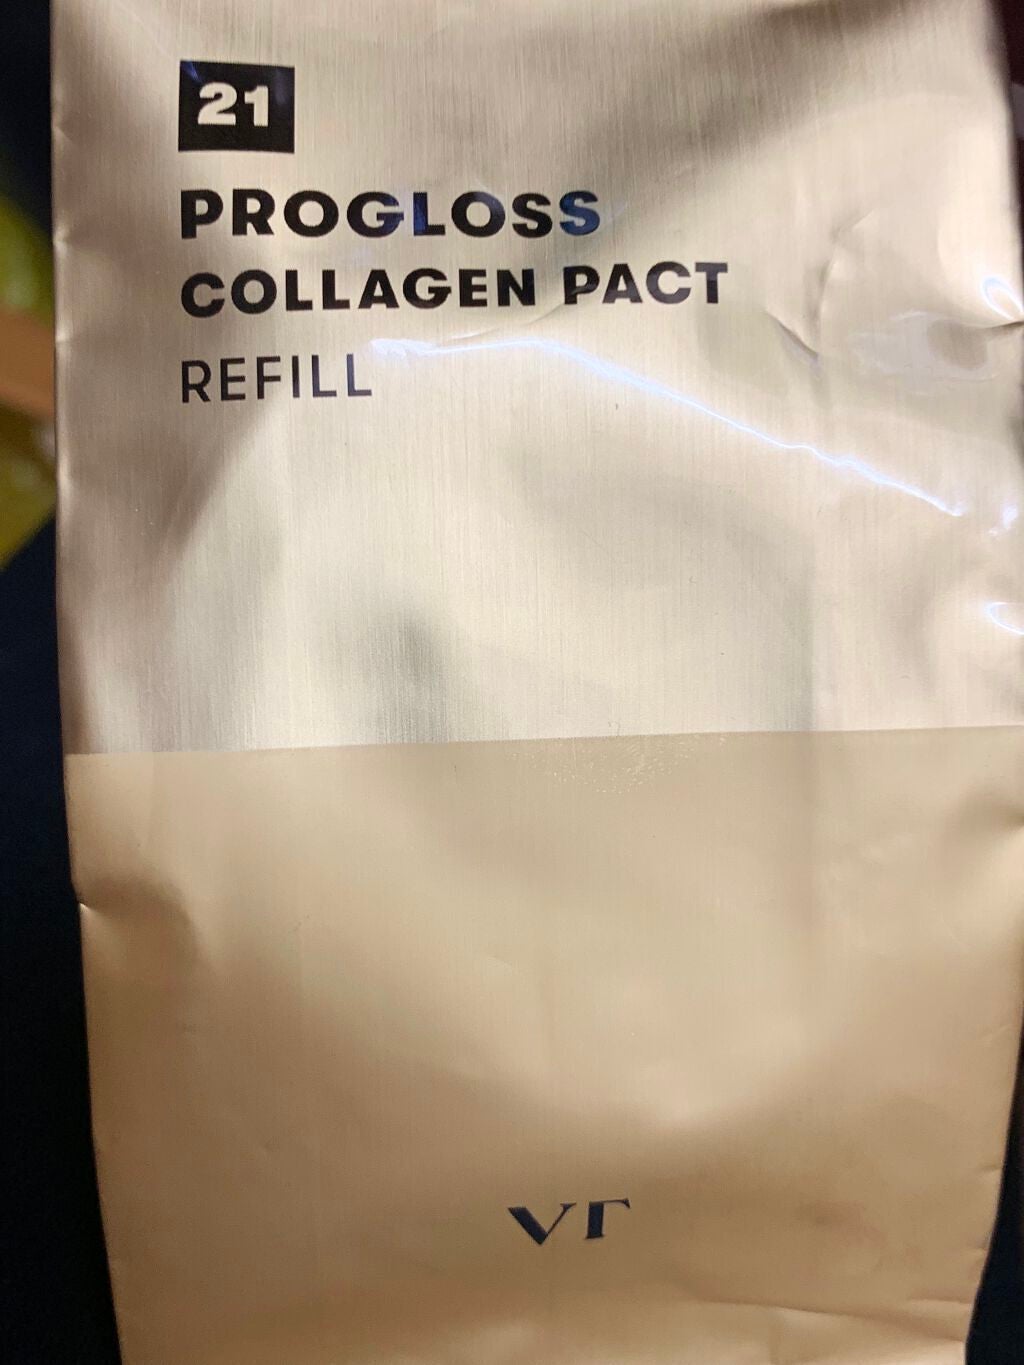 21
PROGLOSS
COLLAGEN PACT
REFILL
VT